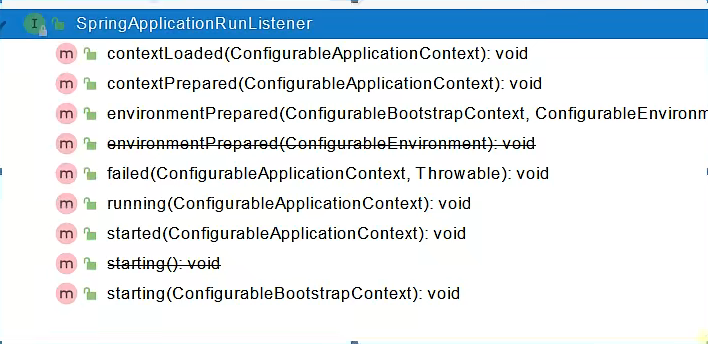 I SpringApplicationRunListener
m contextLoaded(ConfigurableApplicationContext): void
m contextPrepared(ConfigurableApplicationContext): void
m environmentPrepared(ConfigurableBootstrapContext, ConfigurableEnvironm
m environmentPrepared(ConfigurableEnvironment): void
m failed(ConfigurableApplicationContext, Throwable): void
m running(ConfigurableApplicationContext): void
m started(ConfigurableApplicationContext): void
m starting(): void
m starting(ConfigurableBootstrapContext): void